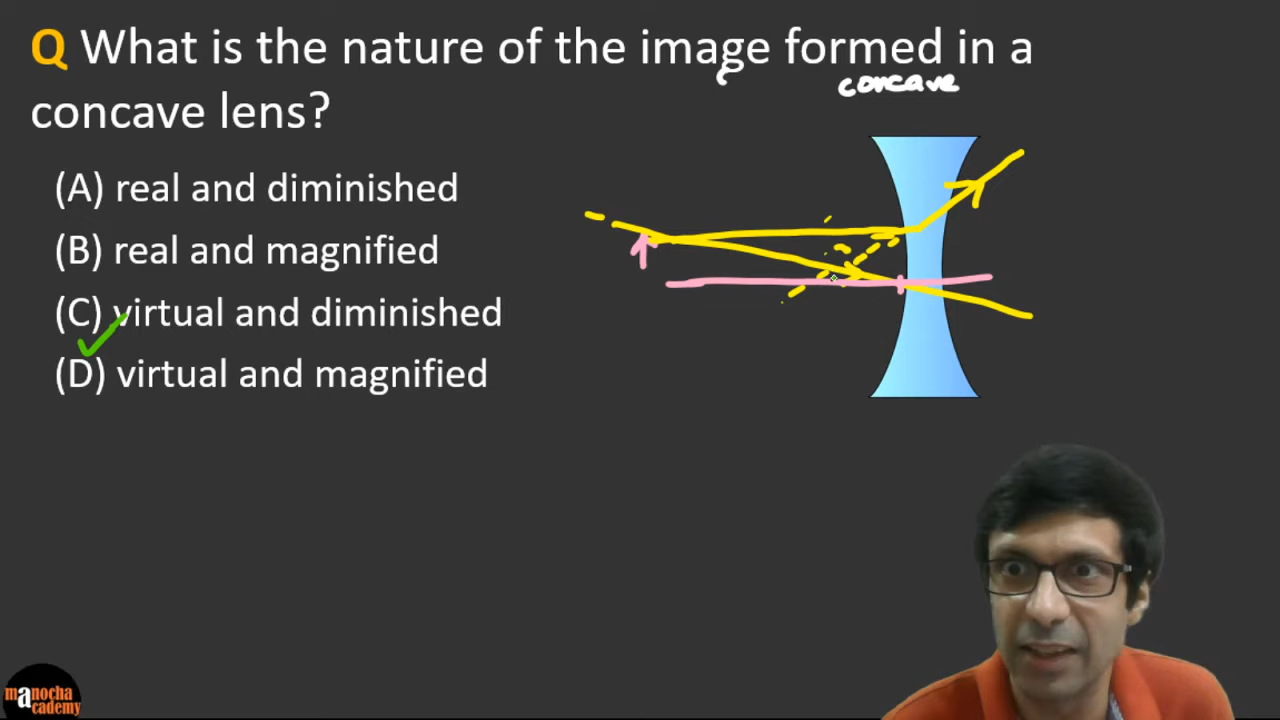 Q What is the nature of the image formed in a
concave lens?
concave
(A) real and diminished
(B) real and magnified
(C) virtual and diminished
(D) virtual and magnified
manocha
academy